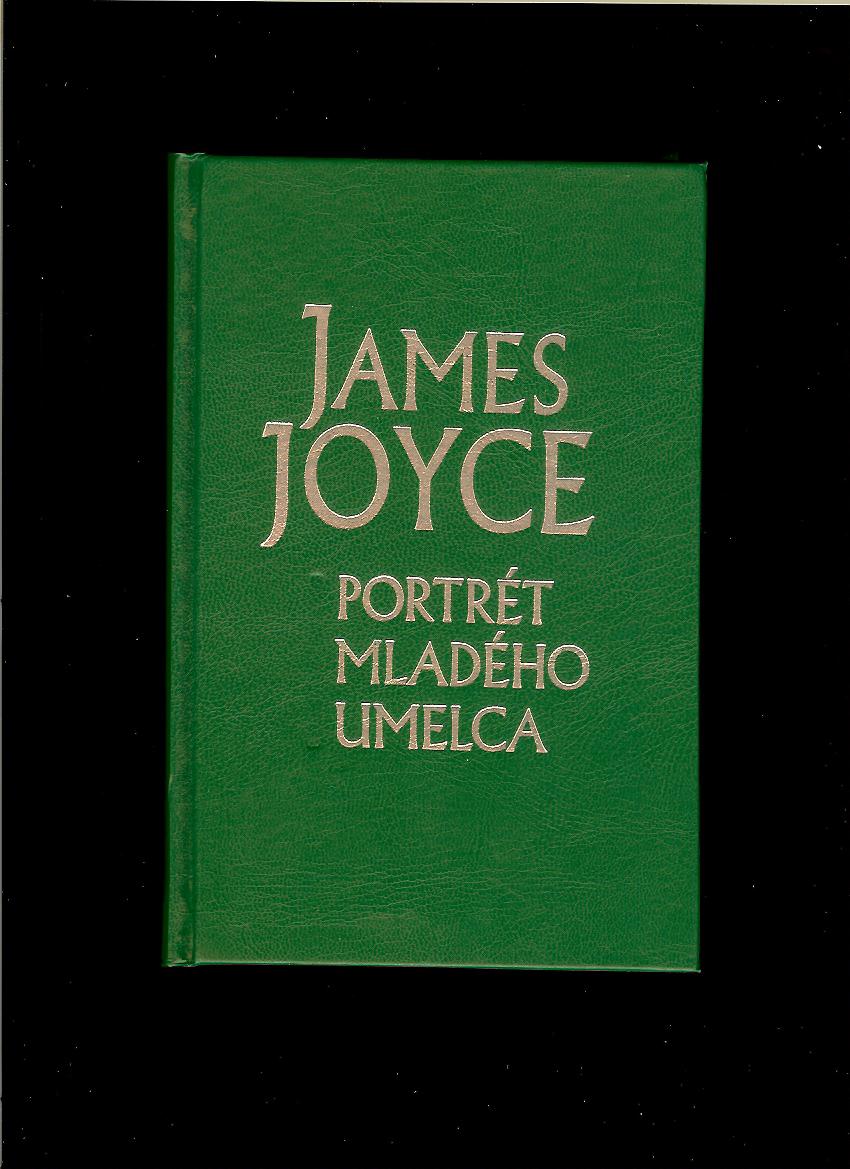 JAMES
JOYCE
PORTRÉT
MLADÉHO
UMELCA